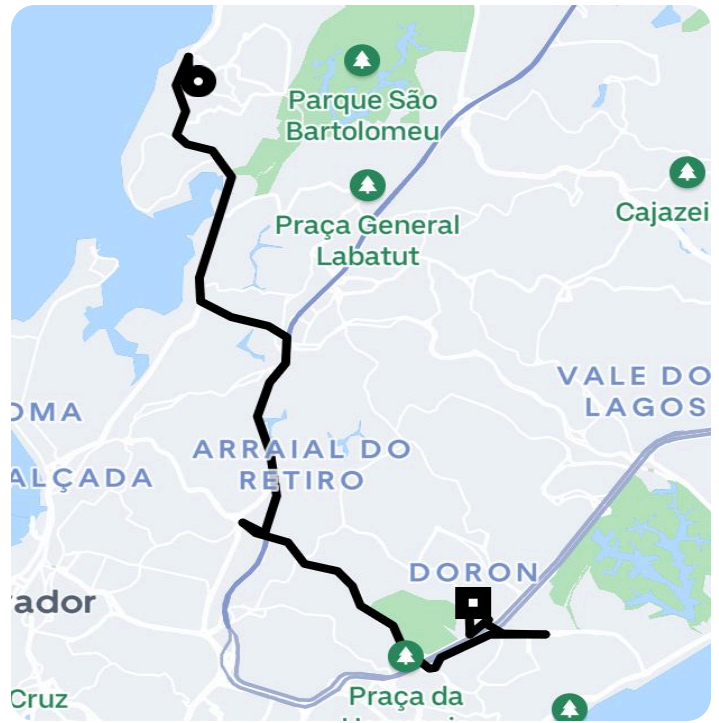 Parque São
Bartolomeu
Praça General
Labatut
Cajazei
VALE DO
LAGOS
OMA
ALÇADA
ARRAIAL DO
RETIRO
DORON
ador
Cruz
Praça da